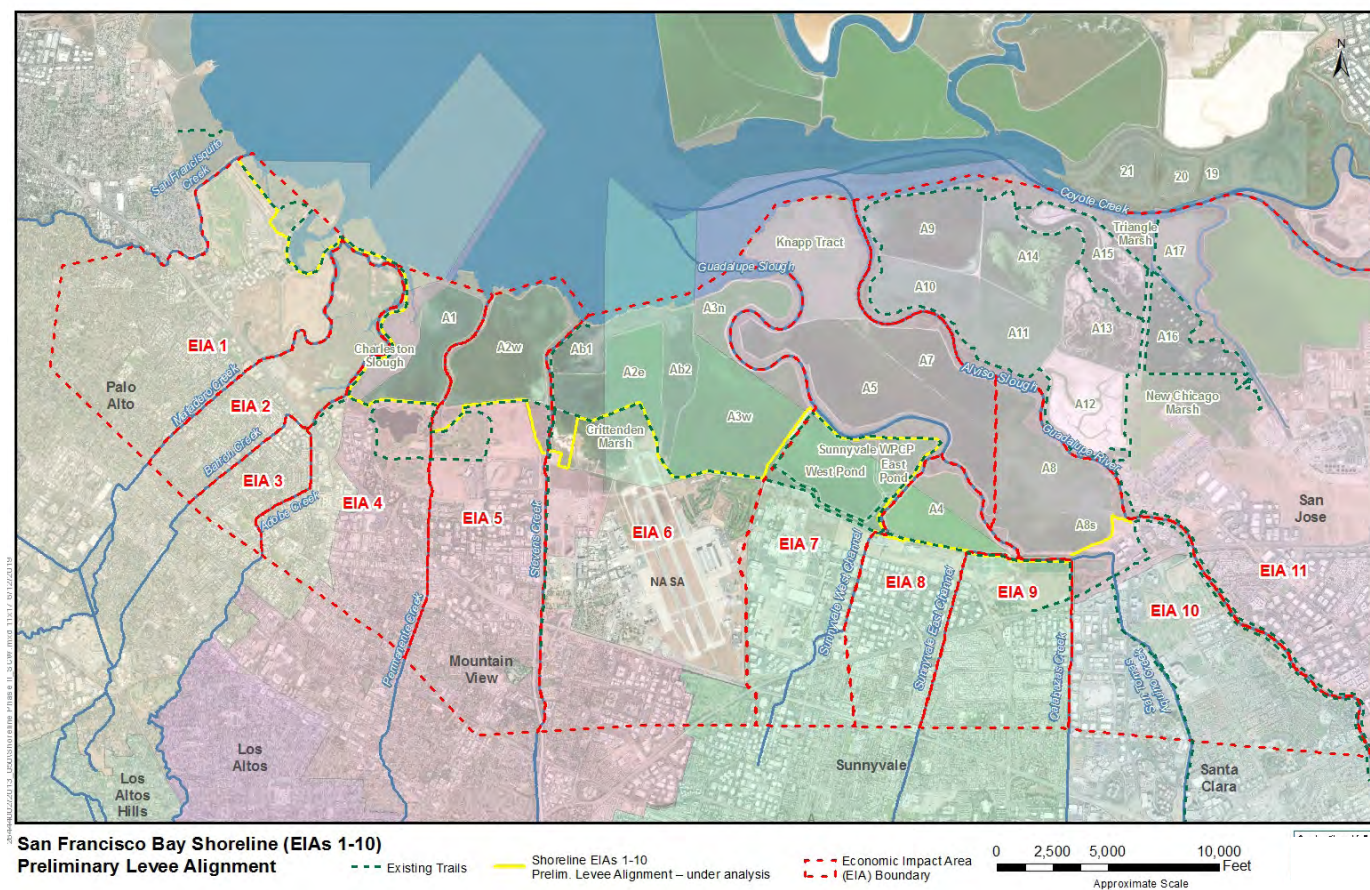 N
San Francisquito
Creek
21
20
19
Coyote Creek
Triangle
Marsh
A17
Knapp Tract
A9
A14
A15
Guadalupe Slough
A10
A3n
A1
A11
A13
A16
EIA 1
A2w
Ab1
Charleston
Slough
A2e
Ab2
A7
Alviso Slough
A5
Palo
Alto
Matadero Creek
EIA 2
A3w
A12
New Chicago
Marsh
Crittenden
Marsh
Barron Creek
Sunnyvale WPCP
West Pond
East
Pond
Guadalupe River
A8
EIA 3
Adobe Creek
EIA 4
EIA 5
Stevens Creek
EIA 6
A4
A8s
San
Jose
EIA 7
NASA
EIA 8
EIA 9
EIA 10
EIA 11
Permanente Creek
Mountain
View
Sunnyvale West Channel
Sunnyvale East Channel
Calabazas Creek
San Tomas
Aquino Creek
Los
Altos
Los
Altos
Hills
Sunnyvale
Santa
Clara
San Francisco Bay Shoreline (EIAs 1-10)
Preliminary Levee Alignment
Existing Trails
Shoreline EIAs 1-10
Prelim. Levee Alignment – under analysis
Economic Impact Area
(EIA) Boundary
0 2,500 5,000 10,000
Feet
Approximate Scale